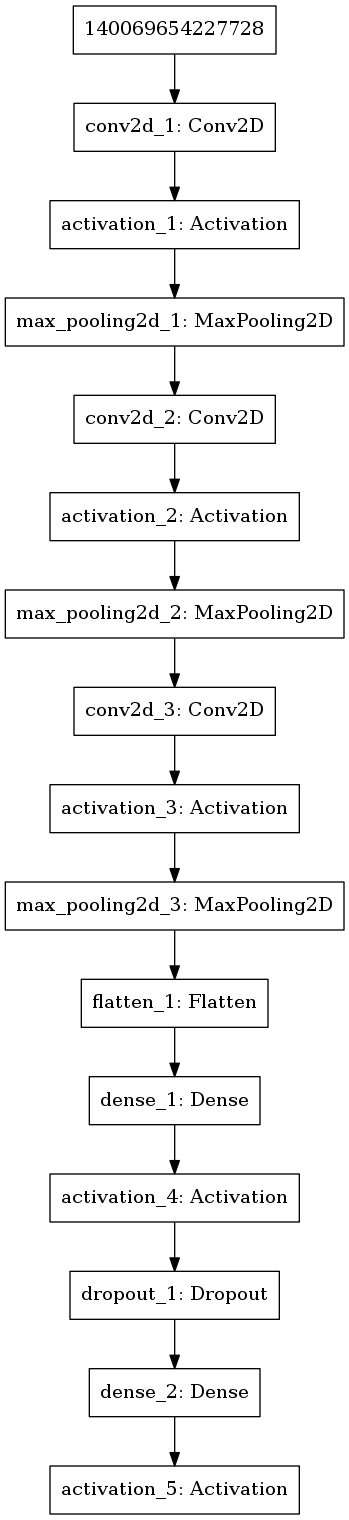 140069654227728
conv2d_1: Conv2D
activation_1: Activation
max_pooling2d_1: MaxPooling2D
conv2d_2: Conv2D
activation_2: Activation
max_pooling2d_2: MaxPooling2D
conv2d_3: Conv2D
activation_3: Activation
max_pooling2d_3: MaxPooling2D
flatten_1: Flatten
dense_1: Dense
activation_4: Activation
dropout_1: Dropout
dense_2: Dense
activation_5: Activation